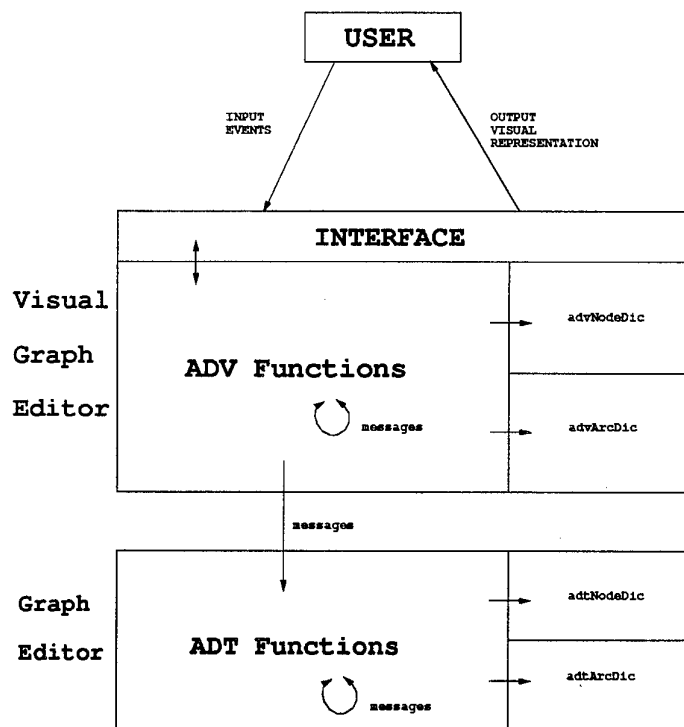 USER
INPUT
EVENTS
OUTPUT
VISUAL
REPRESENTATION
INTERFACE
Visual
Graph
Editor
ADV Functions
messages
advNodeDic
advArcDic
messages
Graph
Editor
ADT Functions
messages
adtNodeDic
adtArcDic